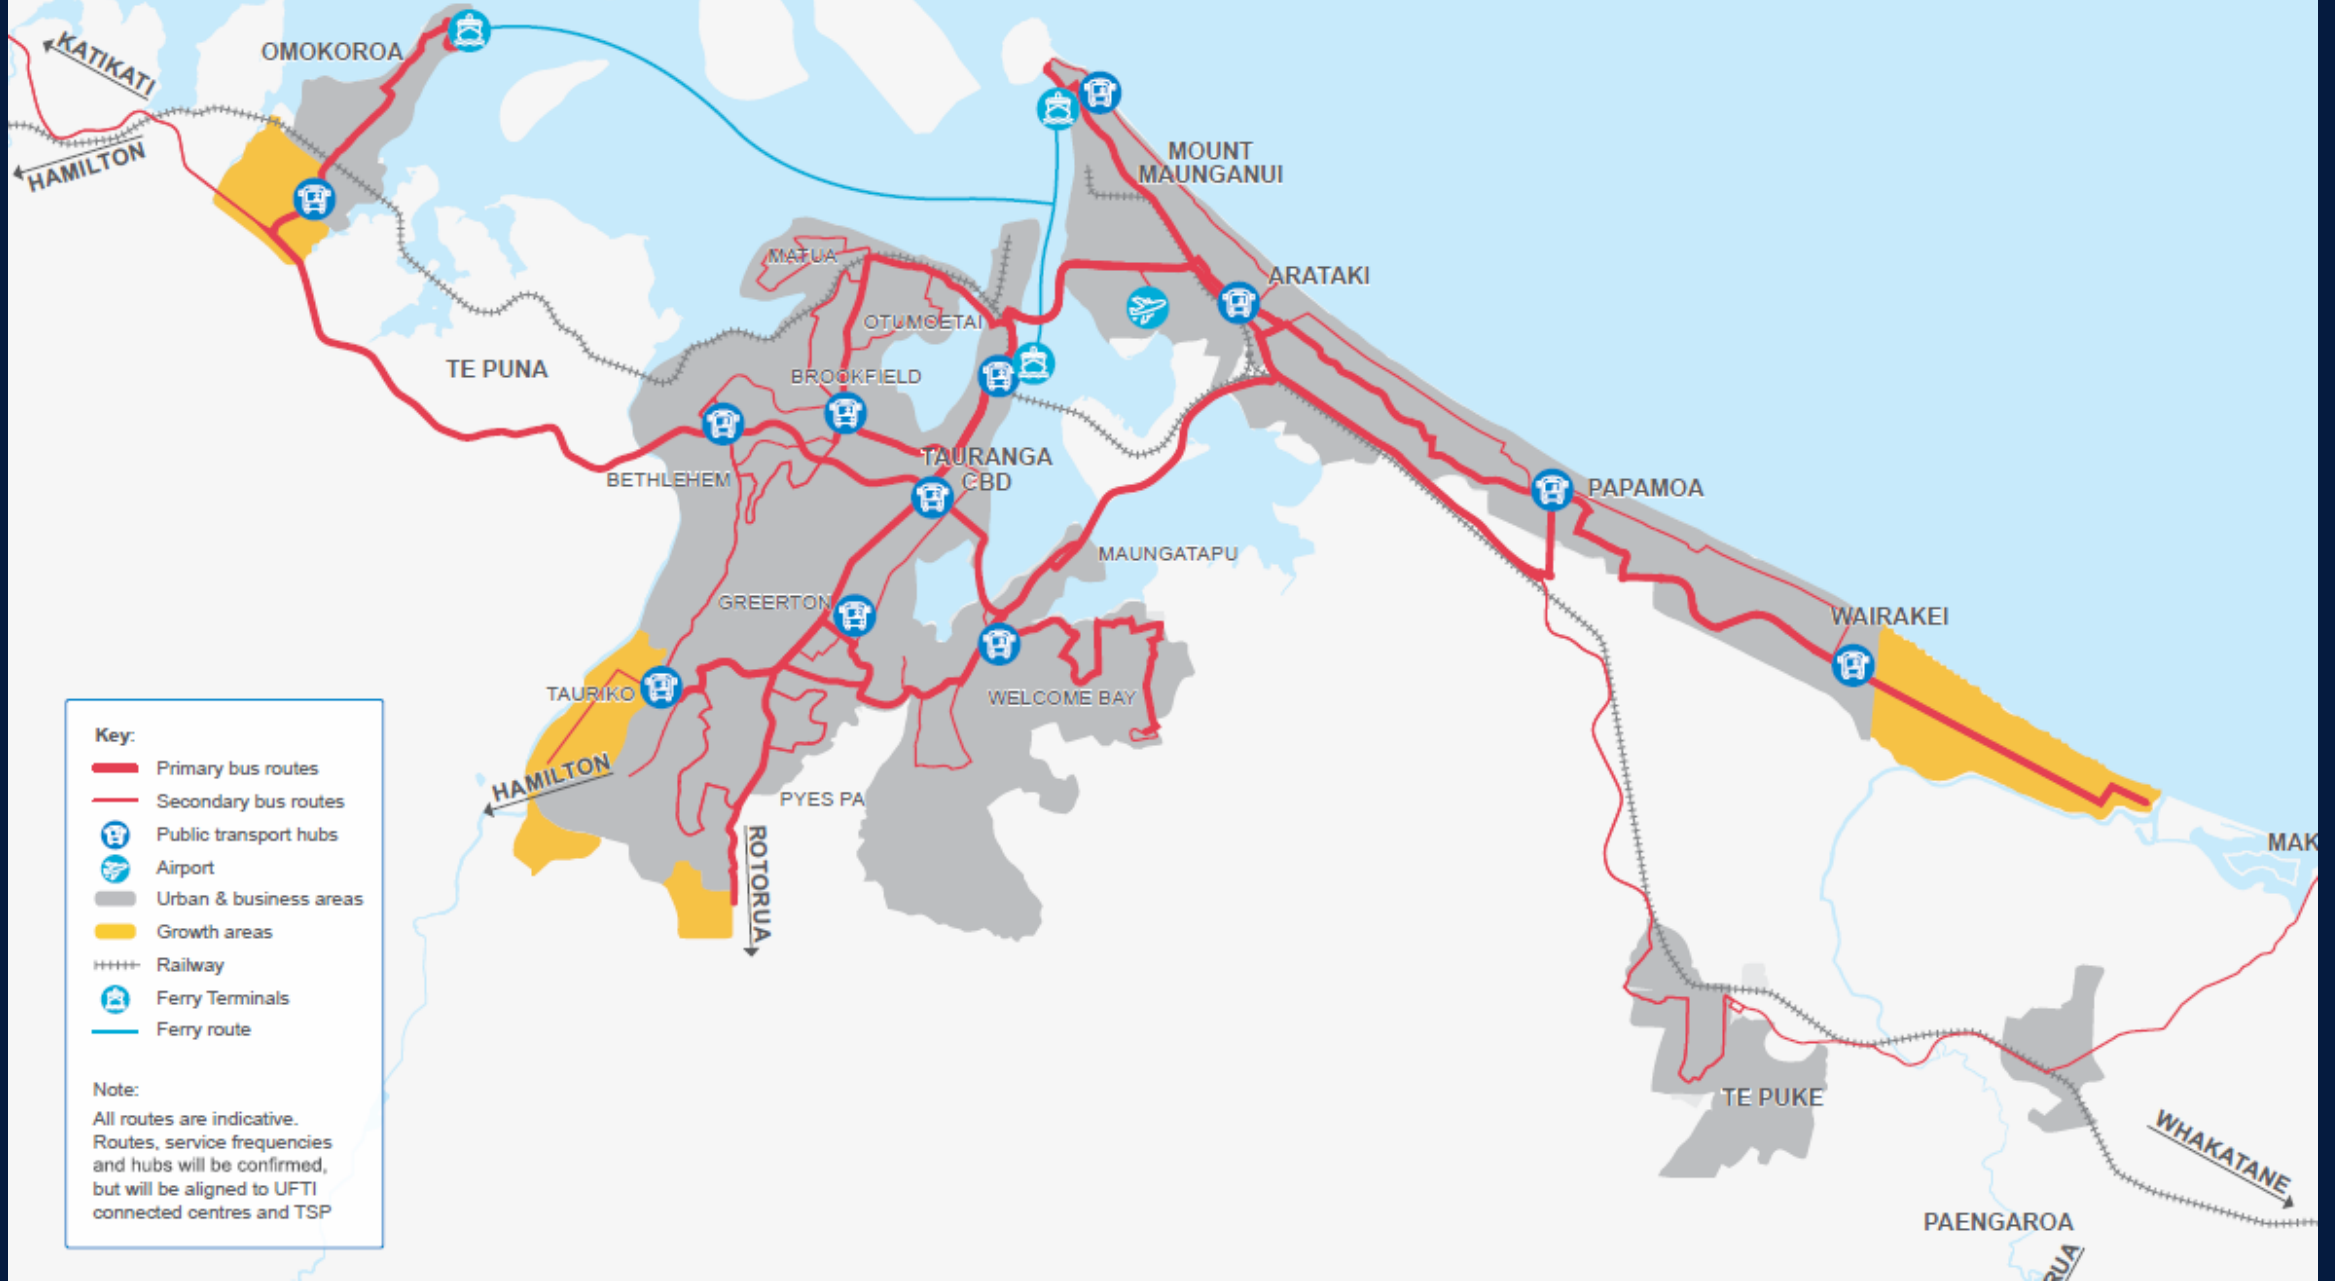 OMOKOROA
KATIKATI
HAMILTON
MOUNT
MAUNGANUI
MATUA
ARATAKI
OTUMOETAI
TE PUNA
BROOKFIELD
TAURANGA
CBD
BETHLEHEM
PAPAMOA
MAUNGATAPU
GREERTON
WAIRAKEI
TAURIKO
WELCOME BAY
HAMILTON
PYES PA
ROTORUA
MAK
TE PUKE
WHAKATANE
PAENGAROA
RUA
Key:
Primary bus routes
Secondary bus routes
Public transport hubs
Airport
Urban & business areas
Growth areas
Railway
Ferry Terminals
Ferry route
Note:
All routes are indicative.
Routes, service frequencies
and hubs will be confirmed,
but will be aligned to UFTI
connected centres and TSP